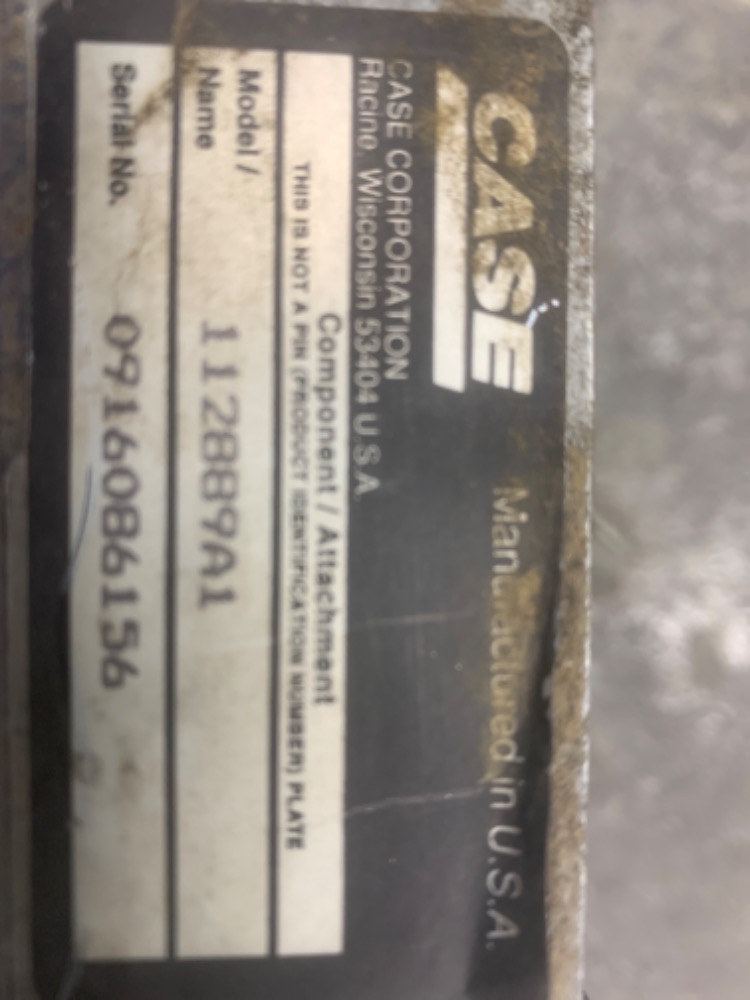 CASE
Manufactured in U.S.A.
CASE CORPORATION
Racine, Wisconsin 53404 U.S.A.
Component / Attachment
THIS IS NOT A PIN (PRODUCT IDENTIFICATION NUMBER) PLATE
Model /
Name
112889A1
Serial No.
0916086156